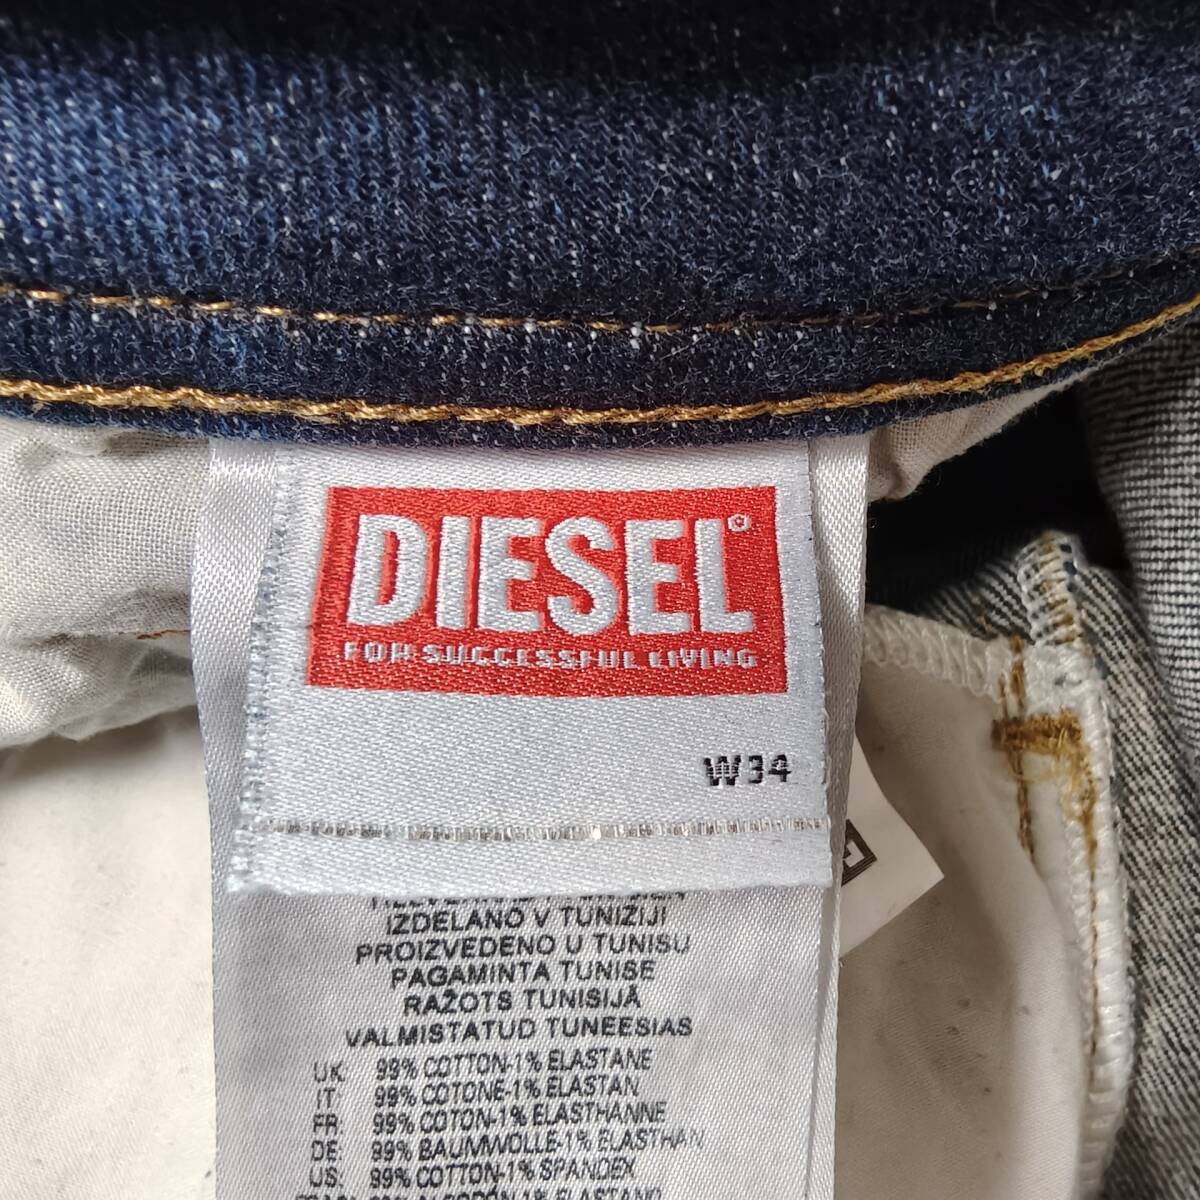 DIESEL
FOR SUCCESSFUL LIVING
W34
IZDELANO V TUNIZIJI
PROIZVEDENO U TUNISU
PAGAMINTA TUNISE
RAŽOTS TUNISIJĀ
VALMISTATUD TUNEESIAS
UK 99% COTTON-1% ELASTANE
IT: 99% COTONE-1% ELASTAN
FR: 99% COTON-1% ELASTHANNE
DE: 99% BAUMWOLLE-1% ELASTHAN
US: 99% COTTON-1% SPANDEX